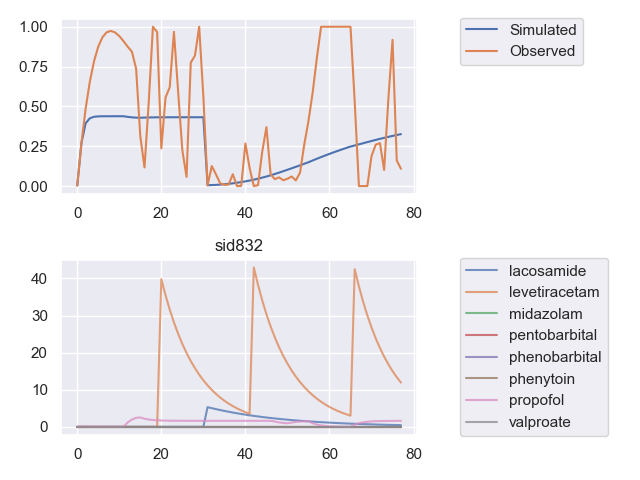 1.00
0.75
0.50
0.25
0.00
0 20 40 60 80
Simulated
Observed
sid832
40
30
20
10
0
0 20 40 60 80
lacosamide
levetiracetam
midazolam
pentobarbital
phenobarbital
phenytoin
propofol
valproate